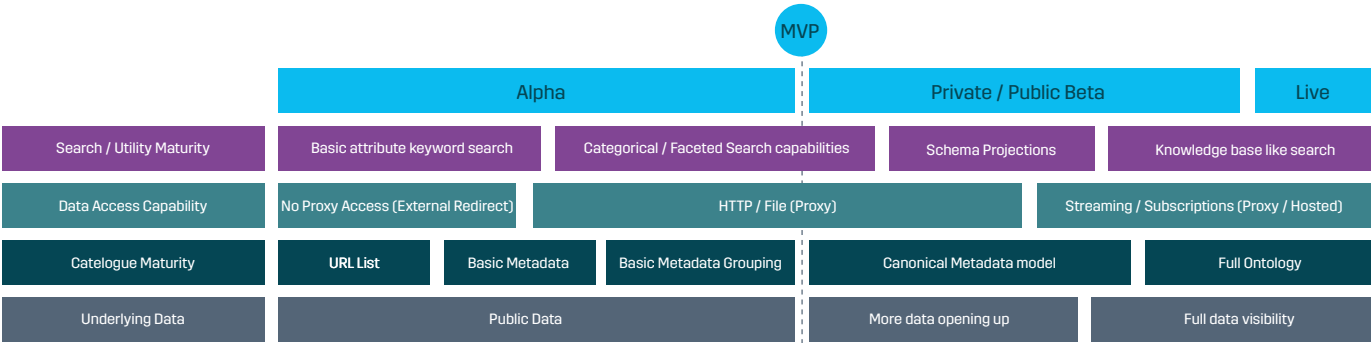 MVP
Alpha
Private / Public Beta
Live
Search / Utility Maturity
Basic attribute keyword search
Categorical / Faceted Search capabilities
Schema Projections
Knowledge base like search
Data Access Capability
No Proxy Access (External Redirect)
HTTP / File (Proxy)
Streaming / Subscriptions (Proxy / Hosted)
Catelogue Maturity
URL List
Basic Metadata
Basic Metadata Grouping
Canonical Metadata model
Full Ontology
Underlying Data
Public Data
More data opening up
Full data visibility